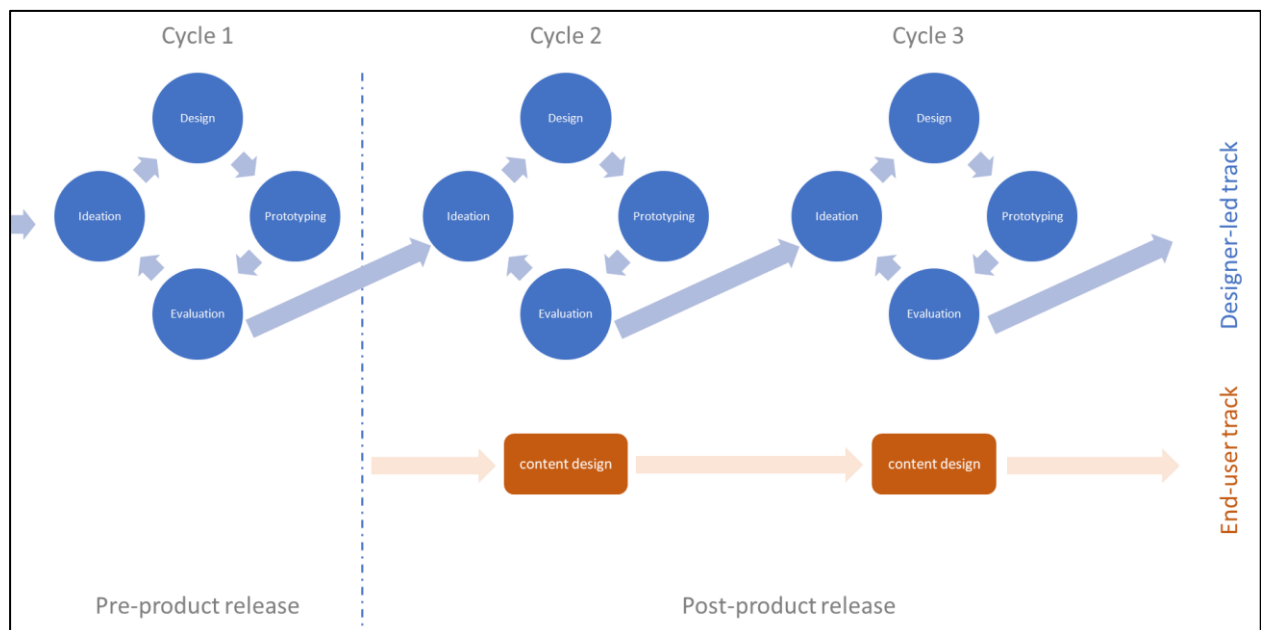 Cycle 1
Cycle 2
Cycle 3
Design
Ideation
Prototyping
Evaluation
Design
Ideation
Prototyping
Evaluation
Design
Ideation
Prototyping
Evaluation
Designer-led track
content design
content design
End-user track
Pre-product release
Post-product release